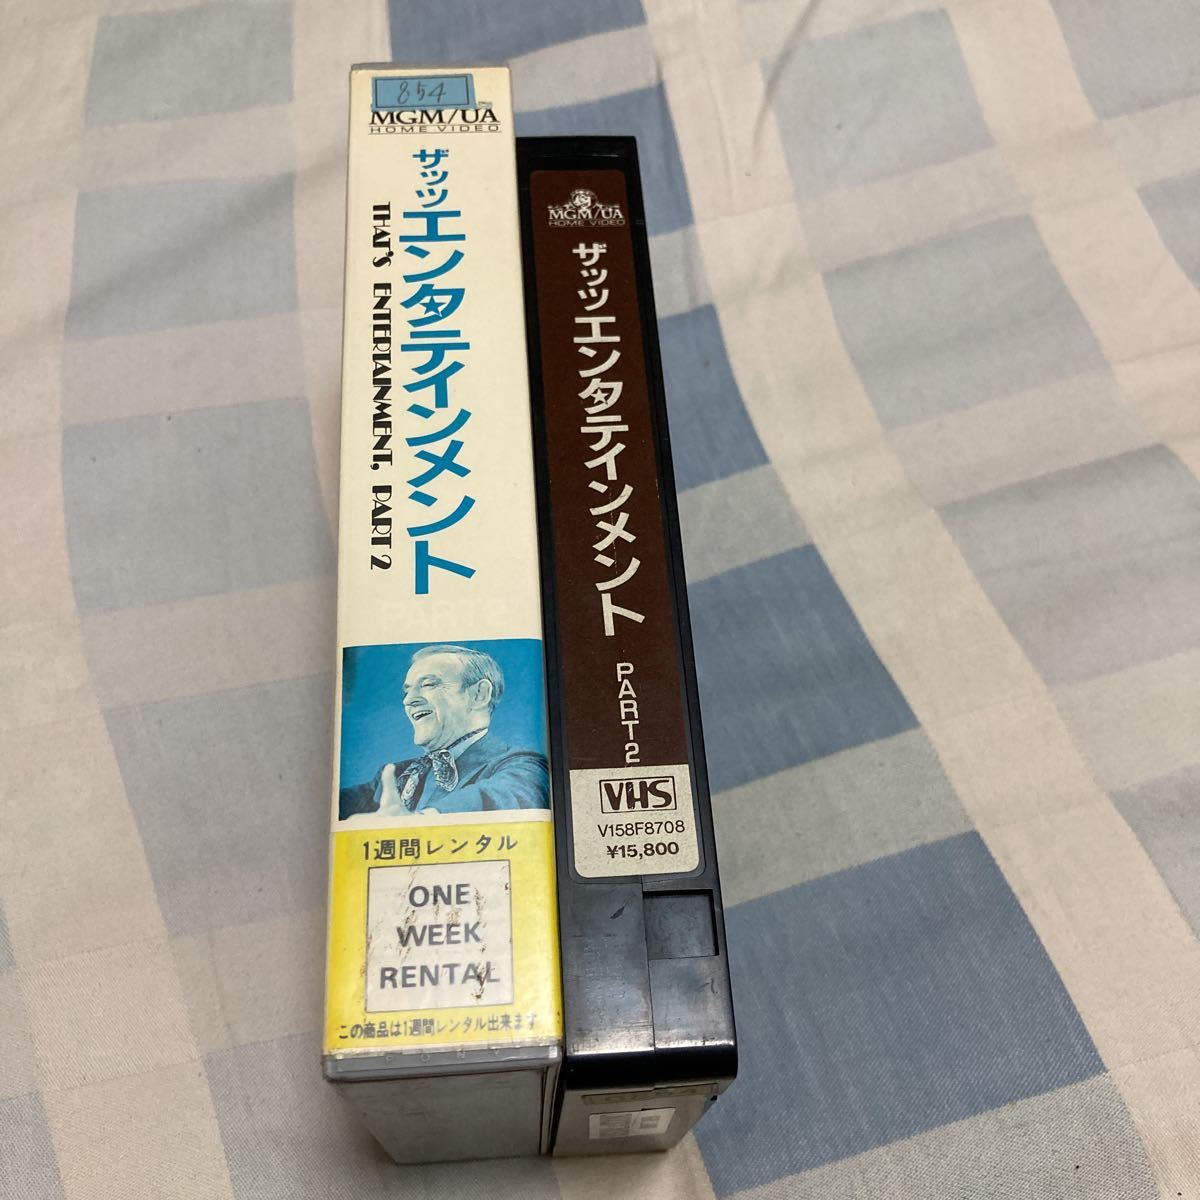 854
MGM/UA
HOME VIDEO
ザッツ
エンタテインメント
THAT'S ENTERTAINMENT, PART 2
PART 2
1週間レンタル
ONE
WEEK
RENTAL
この商品は1週間レンタル出来ます
MGM/UA
HOME VIDEO
ザッツ エンタテインメント
PART 2
VHS
V158F8708
¥15,800